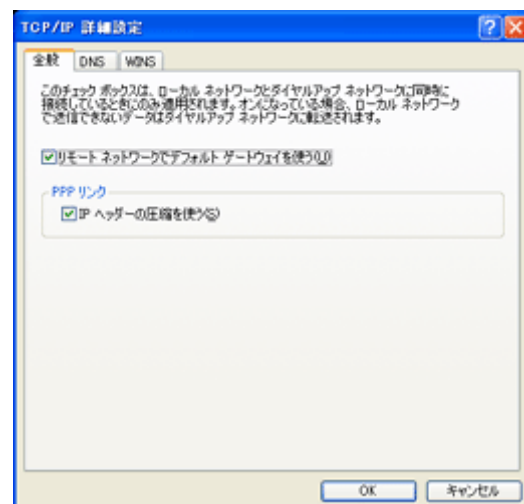 TCP/IP 詳細設定
全般 DNS WINS
このチェック ボックスは、ローカル ネットワークとダイヤルアップ ネットワークに同時に
接続しているときにのみ適用されます。オンになっている場合、ローカル ネットワーク
で送信できないデータはダイヤルアップ ネットワークに転送されます。
リモート ネットワークでデフォルト ゲートウェイを使う(U)
PPP リンク
IP ヘッダーの圧縮を使う(S)
OK キャンセル